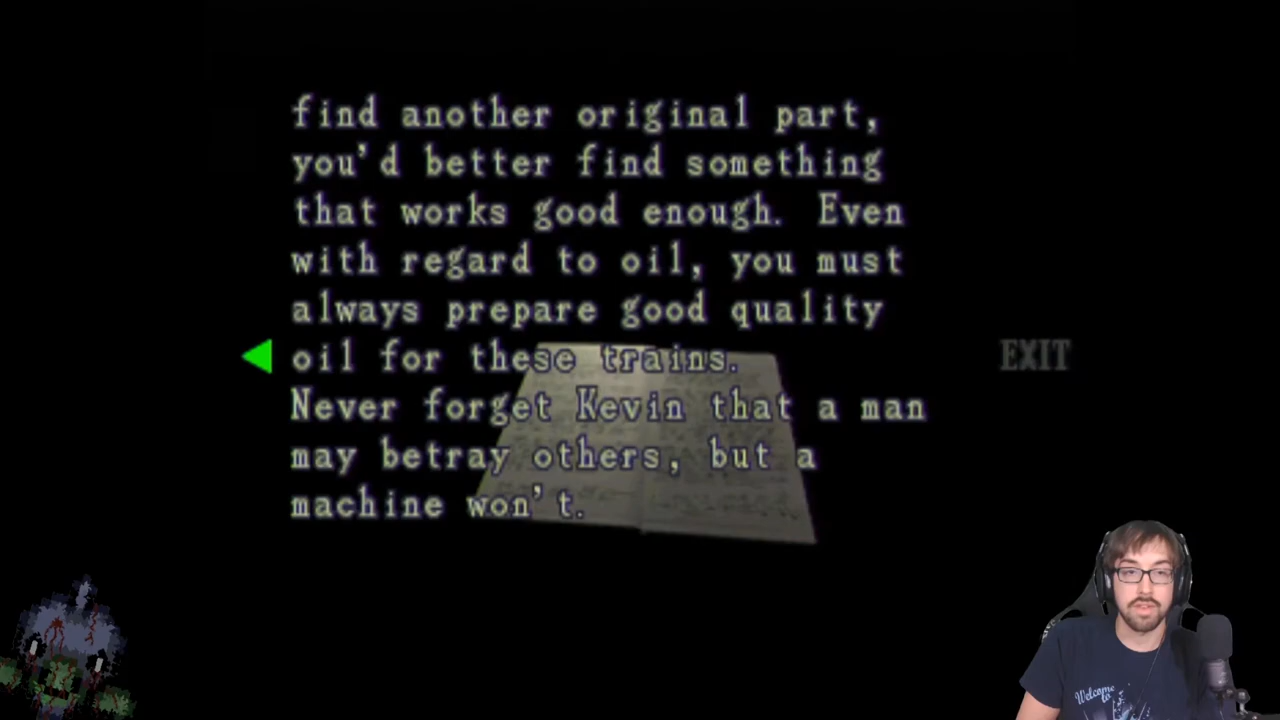 find another original part,
you'd better find something
that works good enough. Even
with regard to oil, you must
always prepare good quality
oil for these trains.
EXIT
Never forget Kevin that a man
may betray others, but a
machine won't.
Welcome
to